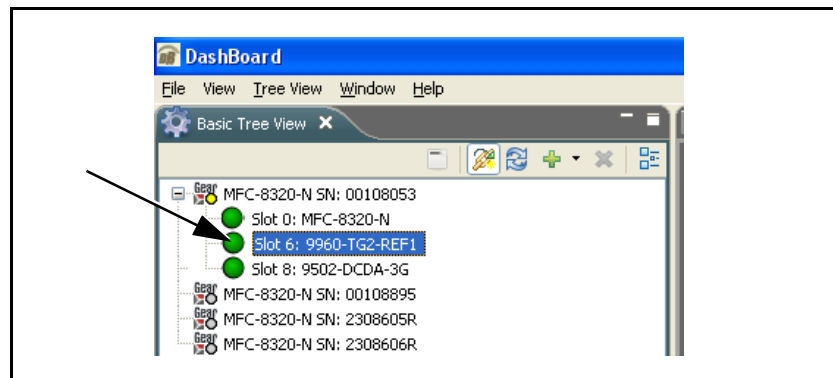 DashBoard
File View Tree View Window Help
Basic Tree View
Gear MFC-8320-N SN: 00108053
Slot 0: MFC-8320-N
Slot 6: 9960-TG2-REF1
Slot 8: 9502-DCDA-3G
Gear MFC-8320-N SN: 00108895
Gear MFC-8320-N SN: 2308605R
Gear MFC-8320-N SN: 2308606R